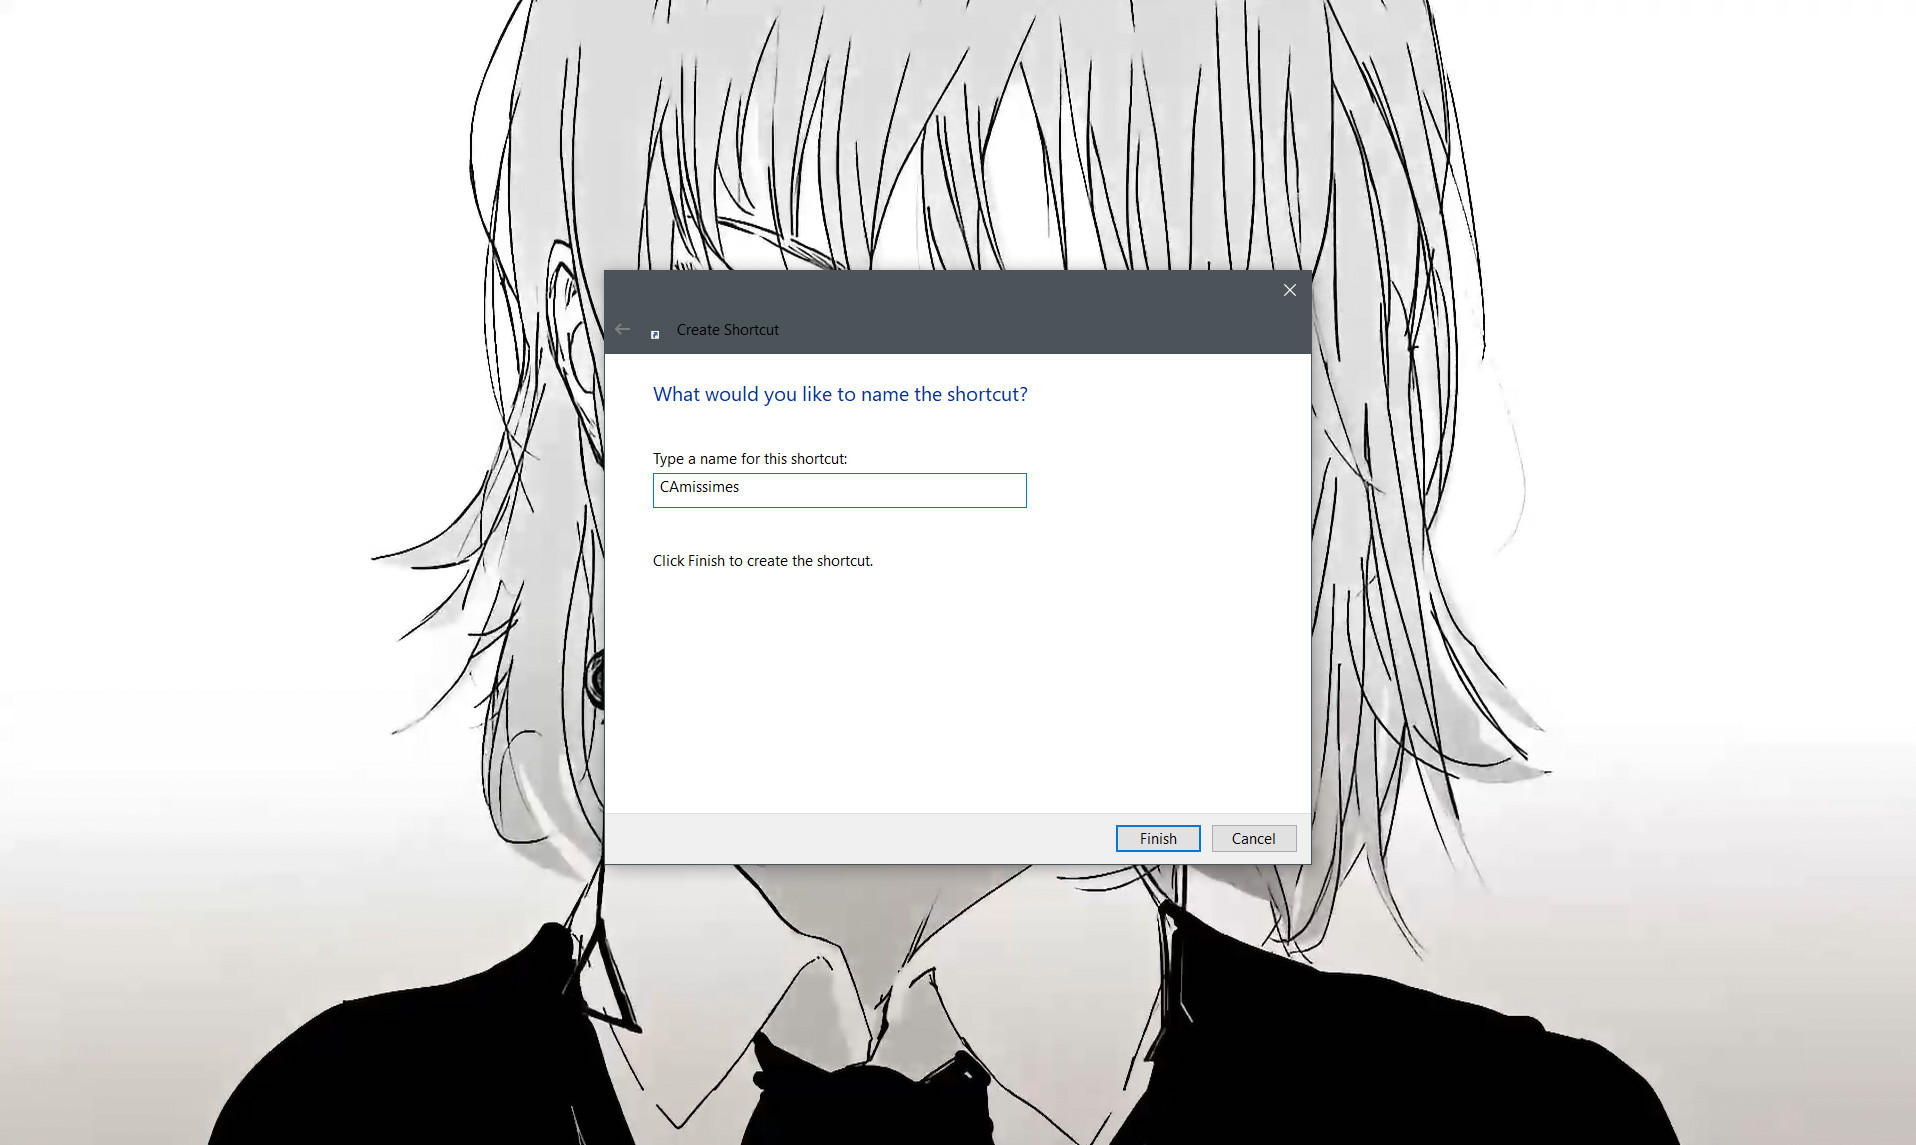 Create Shortcut
What would you like to name the shortcut?
Type a name for this shortcut:
CAmissimes
Click Finish to create the shortcut.
Finish Cancel